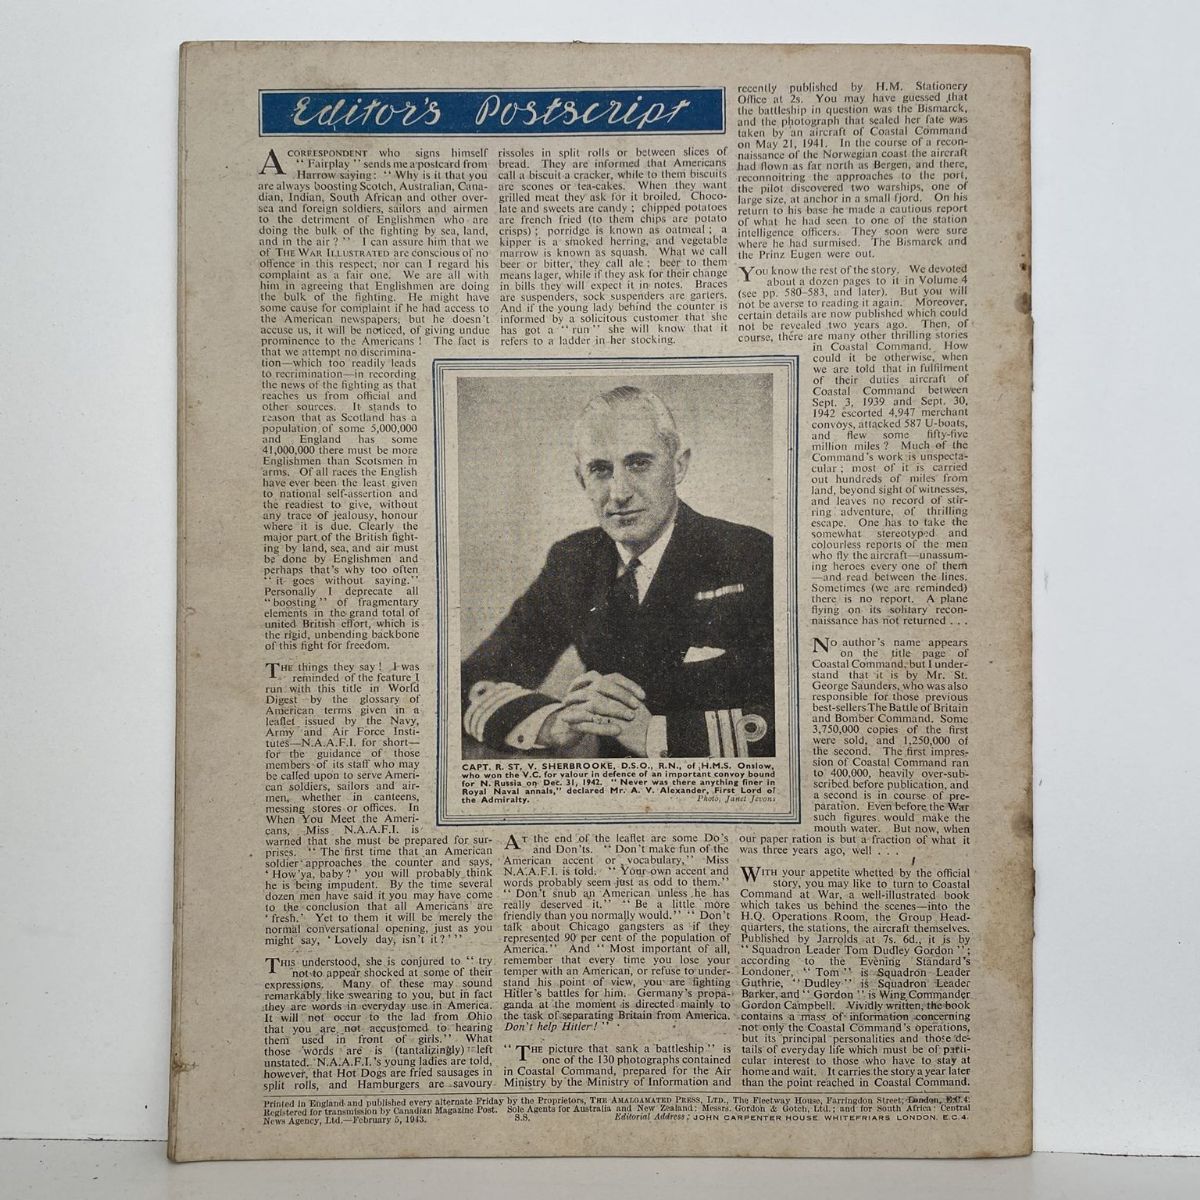 Editor's Postscript
A CORRESPONDENT who signs himself
"Fairplay" sends me a postcard from
Harrow saying: "Why is it that you
are always boosting Scotch, Australian, Cana-
dian, Indian, South African and other over-
sea and foreign soldiers, sailors and airmen
to the detriment of Englishmen who are
doing the bulk of the fighting by sea, land,
and in the air?" I can assure him that we
of THE WAR ILLUSTRATED are conscious of no
offence in this respect; nor can I regard his
complaint as a fair one. We are all with
him in agreeing that Englishmen are doing
the bulk of the fighting. He might have
some cause for complaint if he had access to
the American newspapers, but he doesn't
accuse us, it will be noticed, of giving undue
prominence to the Americans! The fact is
that we attempt no discrimina-
tion—which too readily leads
to recrimination—in recording
the news of the fighting as that
reaches us from official and
other sources. It stands to
reason that as Scotland has a
population of some 5,000,000
and England has some
41,000,000 there must be more
Englishmen than Scotsmen in
arms. Of all races the English
have ever been the least given
to national self-assertion and
the readiest to give, without
any trace of jealousy, honour
where it is due. Clearly the
major part of the British fight-
ing by land, sea, and air must
be done by Englishmen and
perhaps that's why too often
"it goes without saying."
Personally I deprecate all
"boosting" of fragmentary
elements in the grand total of
united British effort, which is
the rigid, unbending backbone
of this fight for freedom.
THE things they say! I was
reminded of the feature I
run with this title in World
Digest by the glossary of
American terms given in a
leaflet issued by the Navy,
Army and Air Force Insti-
tutes—N.A.A.F.I. for short—
for the guidance of those
members of its staff who may
be called upon to serve Ameri-
can soldiers, sailors and air-
men, whether in canteens,
messing stores or offices. In
When You Meet the Ameri-
cans, Miss N.A.A.F.I. is
warned that she must be prepared for sur-
prises. "The first time that an American
soldier approaches the counter and says,
'How'ya, baby?' you will probably think
he is being impudent. By the time several
dozen men have said it you may have come
to the conclusion that all Americans are
'fresh.' Yet to them it will be merely the
normal conversational opening, just as you
might say, 'Lovely day, isn't it?'"
THIS understood, she is conjured to "try
not to appear shocked at some of their
expressions. Many of these may sound
remarkably like swearing to you, but in fact
they are words in everyday use in America.
It will not occur to the lad from Ohio
that you are not accustomed to hearing
them used in front of girls." What
those words are is (tantalizingly) left
unstated. N.A.A.F.I.'s young ladies are told,
however, that Hot Dogs are fried sausages in
split rolls, and Hamburgers are savoury
rissoles in split rolls or between slices of
bread. They are informed that Americans
call a biscuit a cracker, while to them biscuits
are scones or tea-cakes. When they want
grilled meat they ask for it broiled. Choco-
late and sweets are candy; chipped potatoes
are french fried (to them chips are potato
crisps); porridge is known as oatmeal; a
kipper is a smoked herring, and vegetable
marrow is known as squash. What we call
beer or bitter, they call ale; beer to them
means lager, while if they ask for their change
in bills they will expect it in notes. Braces
are suspenders, sock suspenders are garters.
And if the young lady behind the counter is
informed by a solicitous customer that she
has got a "run" she will know that it
refers to a ladder in her stocking.
CAPT. R. ST. V. SHERBROOKE, D.S.O., R.N., of H.M.S. Onslow,
who won the V.C. for valour in defence of an important convoy bound
for N. Russia on Dec. 31, 1942. "Never was there anything finer in
Royal Naval annals," declared Mr. A. V. Alexander, First Lord of
the Admiralty. Photo, Janet Jevons
AT the end of the leaflet are some Do's
and Don'ts. "Don't make fun of the
American accent or vocabulary," Miss
N.A.A.F.I. is told. "Your own accent and
words probably seem just as odd to them."
"Don't snub an American unless he has
really deserved it." "Be a little more
friendly than you normally would." "Don't
talk about Chicago gangsters as if they
represented 90 per cent of the population of
America." And "Most important of all,
remember that every time you lose your
temper with an American, or refuse to under-
stand his point of view, you are fighting
Hitler's battles for him. Germany's propa-
ganda at the moment is directed mainly to
the task of separating Britain from America.
Don't help Hitler!"
"THE picture that sank a battleship" is
one of the 130 photographs contained
in Coastal Command, prepared for the Air
Ministry by the Ministry of Information and
recently published by H.M. Stationery
Office at 2s. You may have guessed that
the battleship in question was the Bismarck,
and the photograph that sealed her fate was
taken by an aircraft of Coastal Command
on May 21, 1941. In the course of a recon-
naissance of the Norwegian coast the aircraft
had flown as far north as Bergen, and there,
reconnoitring the approaches to the port,
the pilot discovered two warships, one of
large size, at anchor in a small fjord. On his
return to his base he made a cautious report
of what he had seen to one of the station
intelligence officers. They soon were sure
where he had surmised. The Bismarck and
the Prinz Eugen were out.
YOU know the rest of the story. We devoted
about a dozen pages to it in Volume 4
(see pp. 580-583, and later). But you will
not be averse to reading it again. Moreover,
certain details are now published which could
not be revealed two years ago. Then, of
course, there are many other thrilling stories
in Coastal Command. How
could it be otherwise, when
we are told that in fulfilment
of their duties aircraft of
Coastal Command between
Sept. 3, 1939 and Sept. 30,
1942 escorted 4,947 merchant
convoys, attacked 587 U-boats,
and flew some fifty-five
million miles? Much of the
Command's work is unspecta-
cular; most of it is carried
out hundreds of miles from
land, beyond sight of witnesses,
and leaves no record of stir-
ring adventure, of thrilling
escape. One has to take the
somewhat stereotyped and
colourless reports of the men
who fly the aircraft—unassum-
ing heroes every one of them
—and read between the lines.
Sometimes (we are reminded)
there is no report. A plane
flying on its solitary recon-
naissance has not returned . . .
NO author's name appears
on the title page of
Coastal Command, but I under-
stand that it is by Mr. St.
George Saunders, who was also
responsible for those previous
best-sellers The Battle of Britain
and Bomber Command. Some
3,750,000 copies of the first
were sold, and 1,250,000 of
the second. The first impres-
sion of Coastal Command ran
to 400,000, heavily over-sub-
scribed before publication, and
a second is in course of pre-
paration. Even before the War
such figures would make the
mouth water. But now, when
our paper ration is but a fraction of what it
was three years ago, well . . .
WITH your appetite whetted by the official
story, you may like to turn to Coastal
Command at War, a well-illustrated book
which takes us behind the scenes—into the
H.Q. Operations Room, the Group Head-
quarters, the stations, the aircraft themselves.
Published by Jarrolds at 7s. 6d., it is by
"Squadron Leader Tom Dudley Gordon";
according to the Evening Standard's
Londoner, "Tom" is Squadron Leader
Guthrie, "Dudley" is Squadron Leader
Barker, and "Gordon" is Wing Commander
Gordon Campbell. Vividly written, the book
contains a mass of information concerning
not only the Coastal Command's operations,
but its principal personalities and those de-
tails of everyday life which must be of parti-
cular interest to those who have to stay at
home and wait. It carries the story a year later
than the point reached in Coastal Command.
Printed in England and published every alternate Friday by the Proprietors, THE AMALGAMATED PRESS, LTD., The Fleetway House, Farringdon Street, London, E.C.4.
Registered for transmission by Canadian Magazine Post. Sole Agents for Australia and New Zealand: Messrs. Gordon & Gotch, Ltd.; and for South Africa: Central
News Agency, Ltd.—February 5, 1943. S.S. Editorial Address: JOHN CARPENTER HOUSE WHITEFRIARS LONDON. E.C.4.